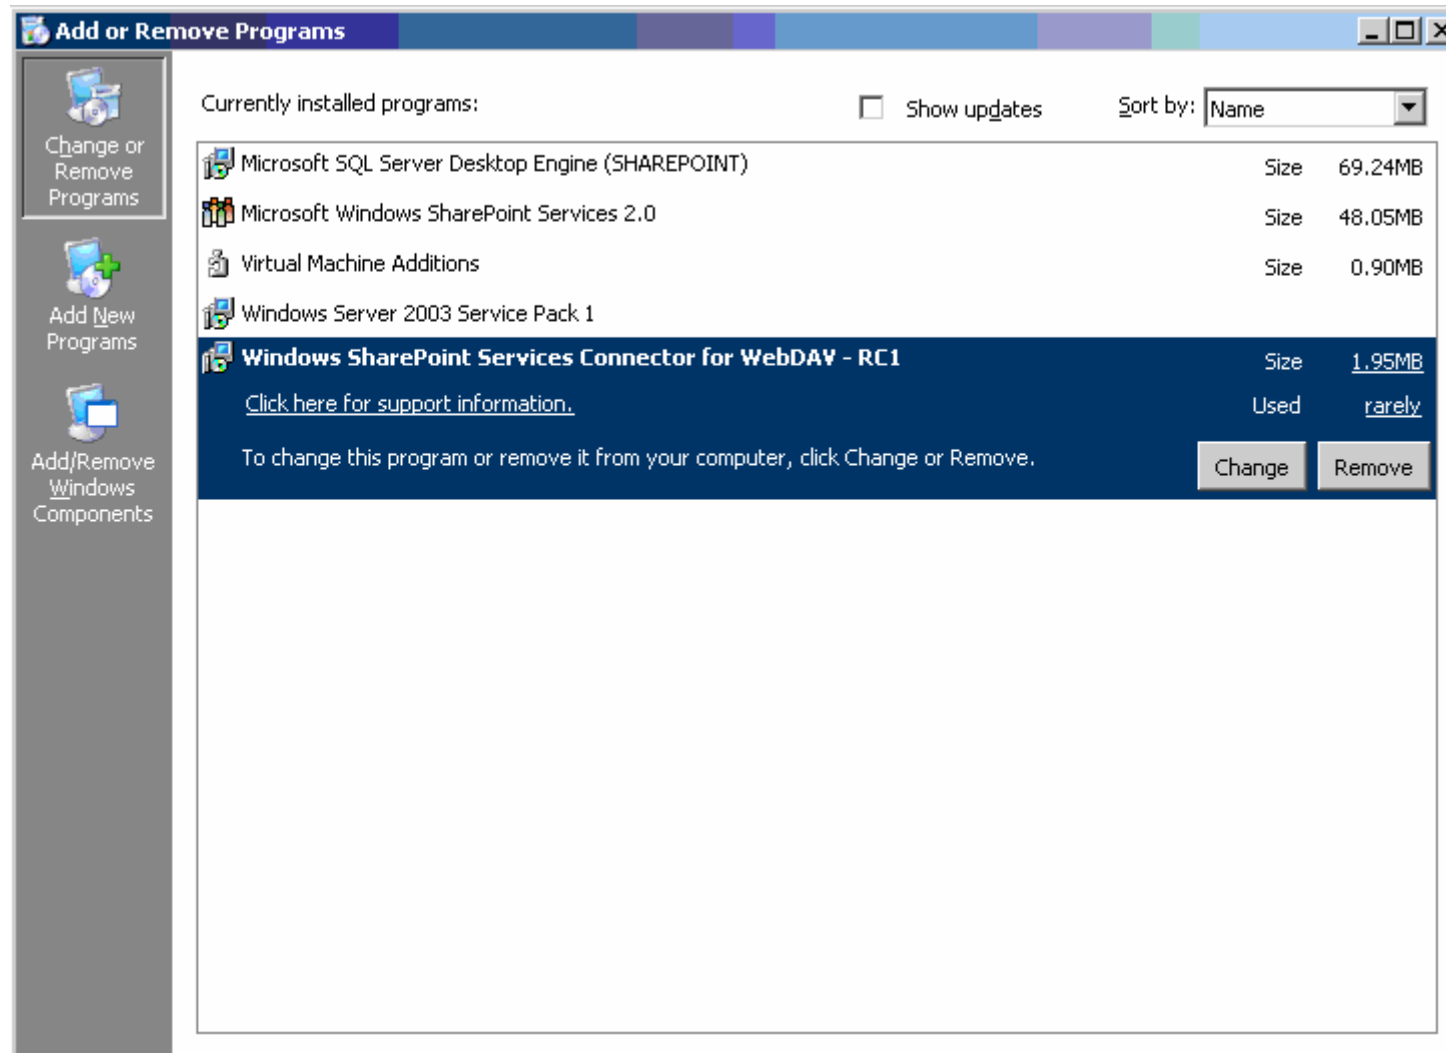 Add or Remove Programs
Change or
Remove
Programs
Add New
Programs
Add/Remove
Windows
Components
Currently installed programs:
Show updates
Sort by: Name
Microsoft SQL Server Desktop Engine (SHAREPOINT) Size 69.24MB
Microsoft Windows SharePoint Services 2.0 Size 48.05MB
Virtual Machine Additions Size 0.90MB
Windows Server 2003 Service Pack 1
Windows SharePoint Services Connector for WebDAV - RC1 Size 1.95MB
Click here for support information. Used rarely
To change this program or remove it from your computer, click Change or Remove. Change Remove